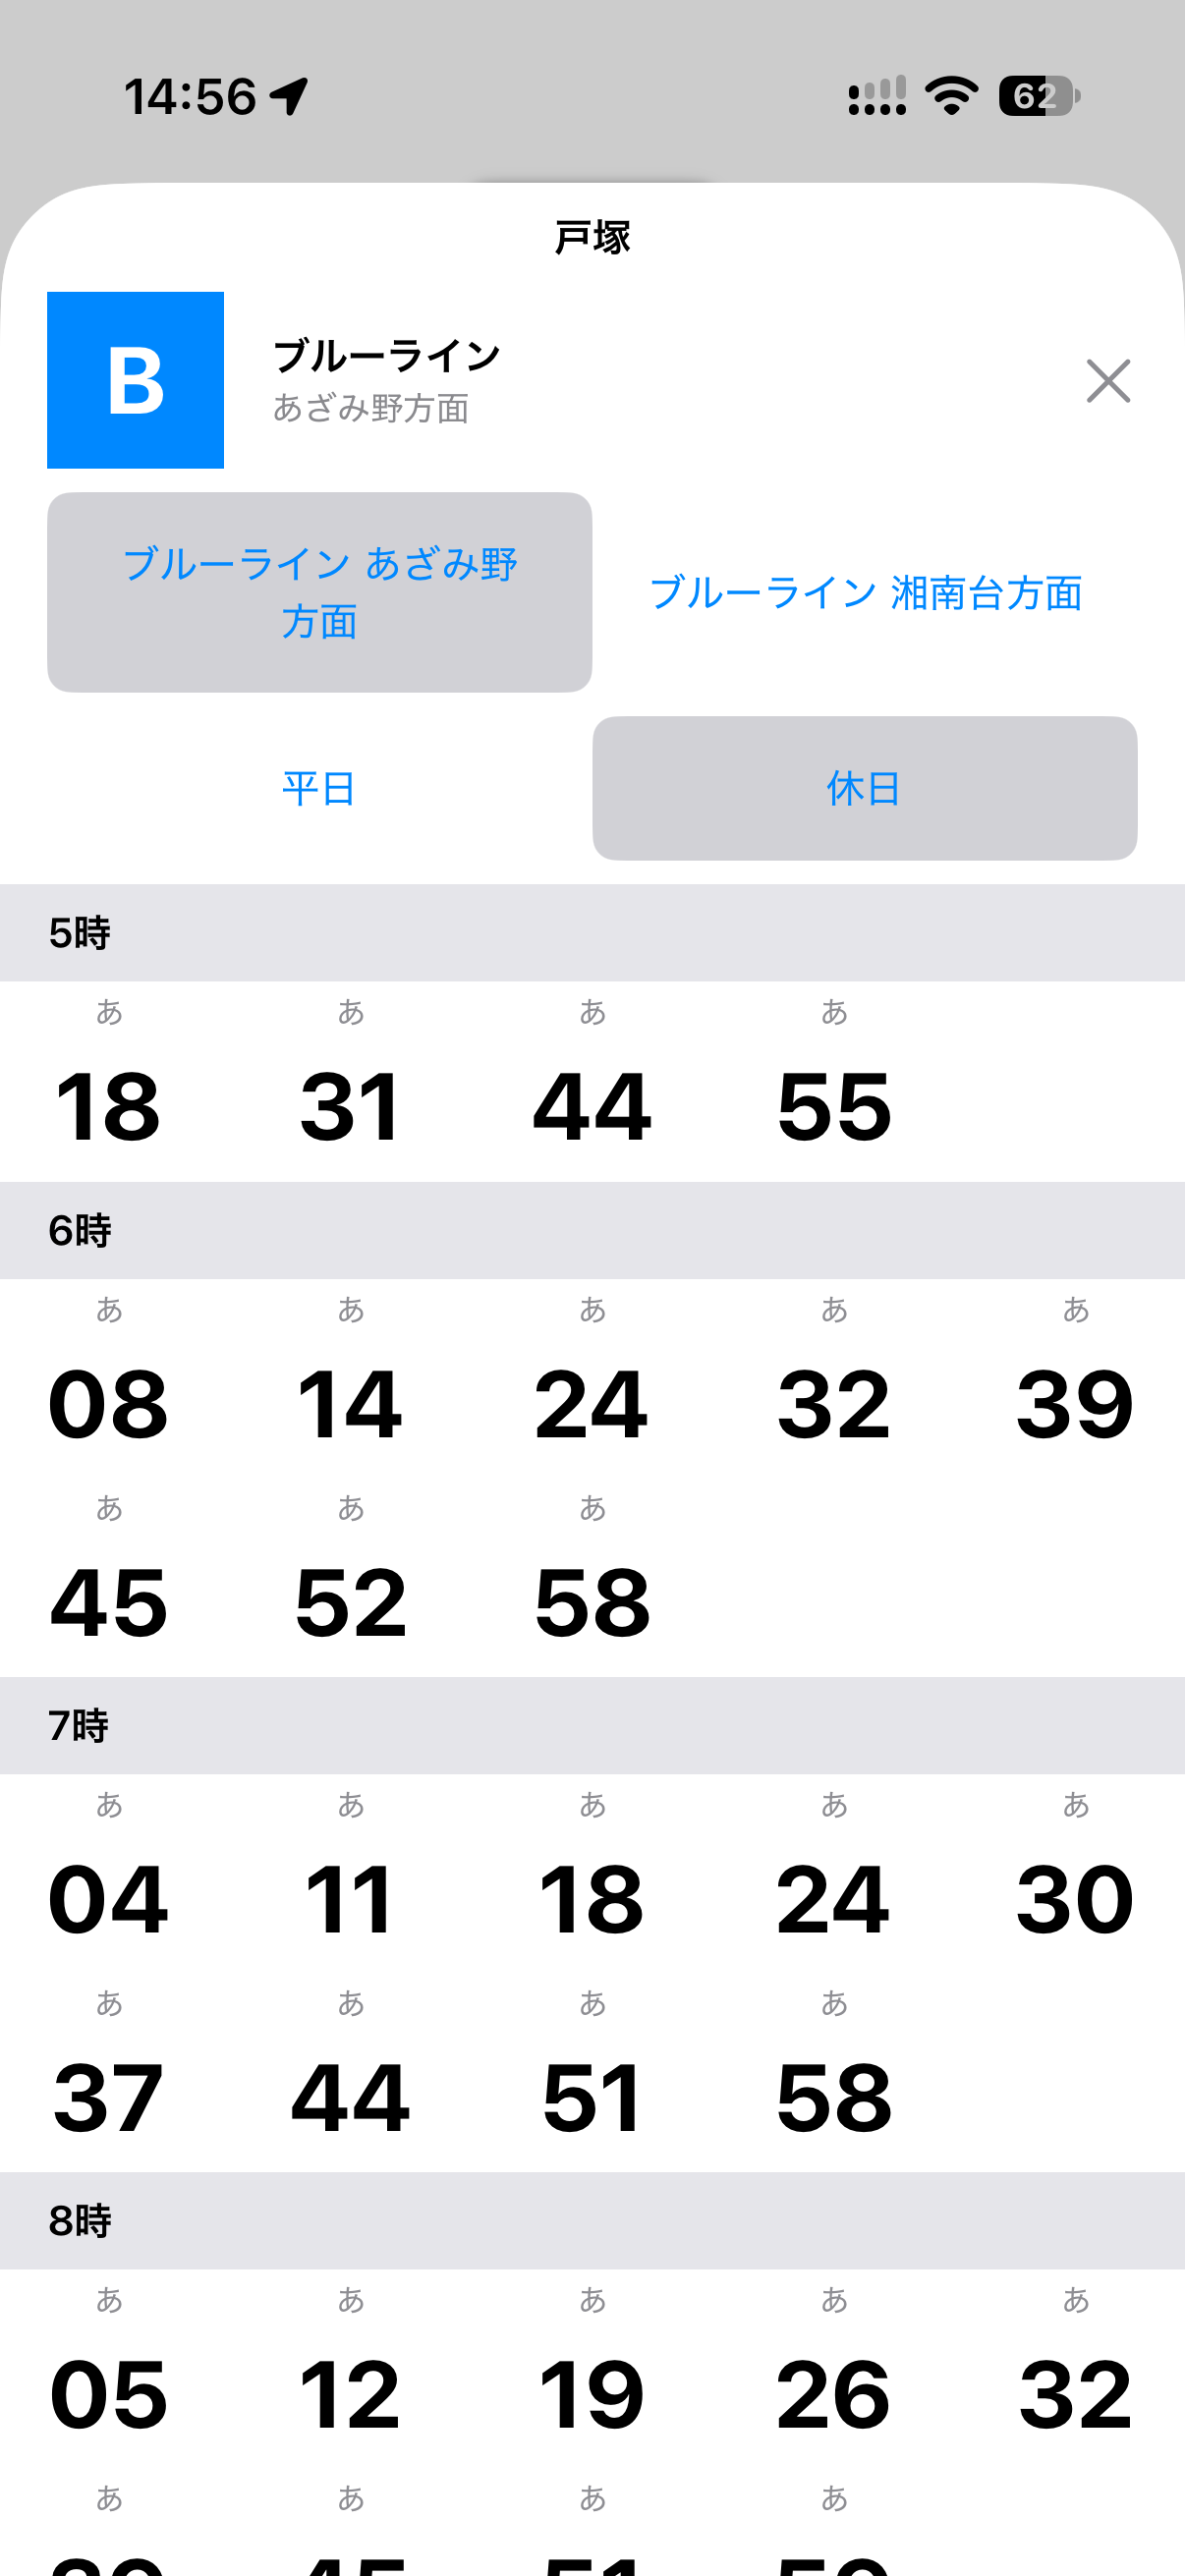 14:56
62
戸塚
B
ブルーライン
あざみ野方面
ブルーライン あざみ野
方面
ブルーライン 湘南台方面
平日 休日
5時
あ あ あ あ
18 31 44 55
6時
あ あ あ あ あ
08 14 24 32 39
あ あ あ
45 52 58
7時
あ あ あ あ あ
04 11 18 24 30
あ あ あ あ
37 44 51 58
8時
あ あ あ あ あ
05 12 19 26 32
あ あ あ あ